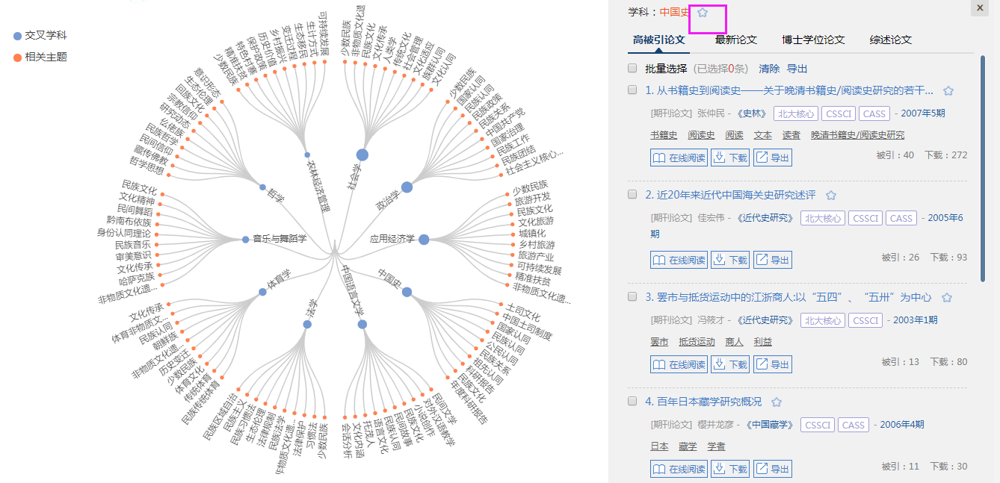 交叉学科
相关主题
农林经济管理
少数民族
精准扶贫
特色村寨
保护政策
历史价值
乡村振兴
变迁过程
生态移民
生计方式
可持续发展
社会学
少数民族
非物质文化遗
民族文化
文化传承
人类学
传统文化
社会管理
文化适应
族群认同
文化认同
政治学
少数民族
国家认同
民族认同
民族政策
民族关系
中国共产党
国家治理
民族工作
民族团结
社会主义核心...
应用经济学
少数民族
旅游开发
民族文化
文化旅游
城镇化
乡村旅游
旅游产业
可持续发展
精准扶贫
非物质文化遗...
中国史
土司文化
中国土司制度
国家认同
民族认同
公民认同
民族关系
祖先认同
科研报告
民族文化
年度科研报告
中国语言文学
民间文学
对外汉语教学
小说创作
民族文化
民间故事
民族认同
语言文化
托茂人
文化内涵
会话分析
法学
少数民族
习惯法
法律保护
非物质文化遗...
民族法学
法律规制
生态伦理
民族习惯法
民族主义
民族区域自治
体育学
民族传统体育
传统体育
体育文化
少数民族
历史变迁
非物质文化遗...
朝鲜族
民族认同
体育非物质文...
文化传承
音乐与舞蹈学
非物质文化遗...
哈萨克族
文化传承
审美意识
民族音乐
身份认同理论
黔南布依族
民间舞蹈
文化精神
民族文化
哲学
哲学思想
藏传佛教
民间信仰
民族哲学
仫佬族
研究动态
宗教信仰
回族文化
生态伦理
意识形态
学科：中国史
高被引论文 最新论文 博士学位论文 综述论文
批量选择 (已选择0条) 清除 导出
1. 从书籍史到阅读史——关于晚清书籍史/阅读史研究的若干...
[期刊论文] 张仲民 - 《史林》 北大核心 CSSCI CASS - 2007年5期
书籍史 阅读史 阅读 文本 读者 晚清书籍史/阅读史研究
在线阅读 下载 导出 被引：40 下载：272
2. 近20年来近代中国海关史研究述评
[期刊论文] 佳宏伟 - 《近代史研究》 北大核心 CSSCI CASS - 2005年6
期
在线阅读 下载 导出 被引：26 下载：93
3. 罢市与抵货运动中的江浙商人:以“五四”、“五卅”为中心
[期刊论文] 冯筱才 - 《近代史研究》 北大核心 CSSCI - 2003年1期
罢市 抵货运动 商人 利益
在线阅读 下载 导出 被引：13 下载：80
4. 百年日本藏学研究概况
[期刊论文] 樱井龙彦 - 《中国藏学》 CSSCI CASS - 2006年4期
日本 藏学 学者
在线阅读 下载 导出 被引：11 下载：30